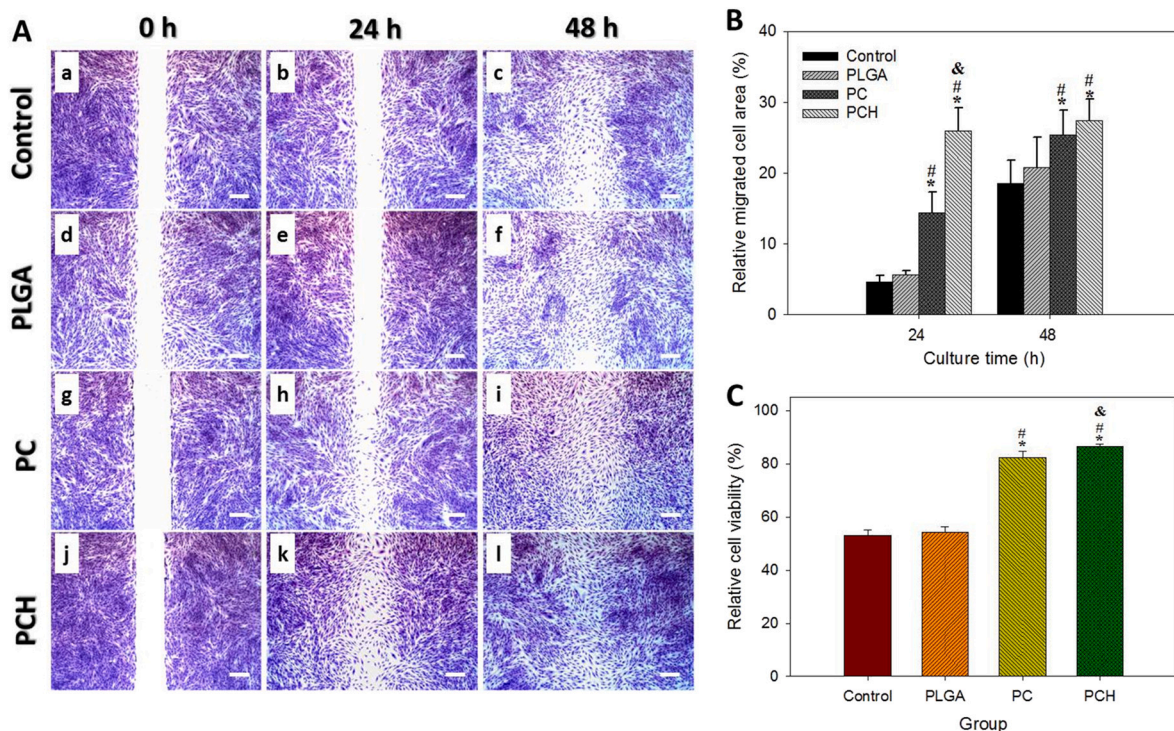 A
0 h
24 h
48 h
Control
a
b
c
PLGA
d
e
f
PC
g
h
i
PCH
j
k
l
B
Relative migrated cell area (%)
40
30
20
10
0
Control
PLGA
PC
PCH
#
*
&
#
*
#
*
#
*
24
48
Culture time (h)
C
Relative cell viability (%)
100
80
60
40
20
0
#
*
&
#
*
Control
PLGA
PC
PCH
Group